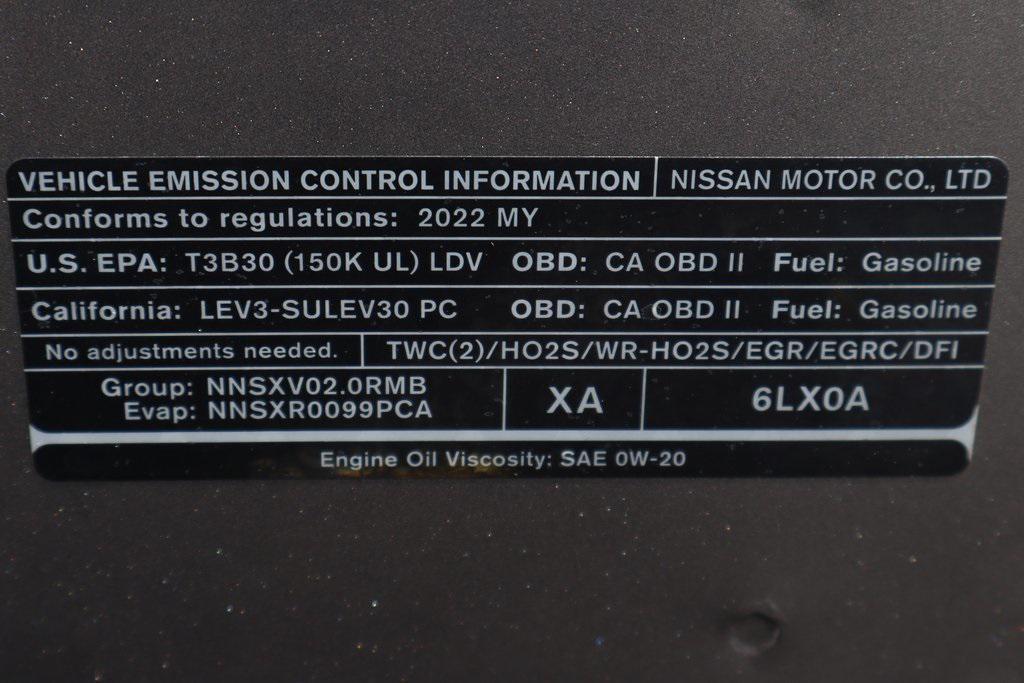 VEHICLE EMISSION CONTROL INFORMATION NISSAN MOTOR CO., LTD
Conforms to regulations: 2022 MY
U.S. EPA: T3B30 (150K UL) LDV OBD: CA OBD II Fuel: Gasoline
California: LEV3-SULEV30 PC OBD: CA OBD II Fuel: Gasoline
No adjustments needed. TWC(2)/HO2S/WR-HO2S/EGR/EGRC/DFI
Group: NNSXV02.0RMB
Evap: NNSXR0099PCA
XA
6LX0A
Engine Oil Viscosity: SAE 0W-20